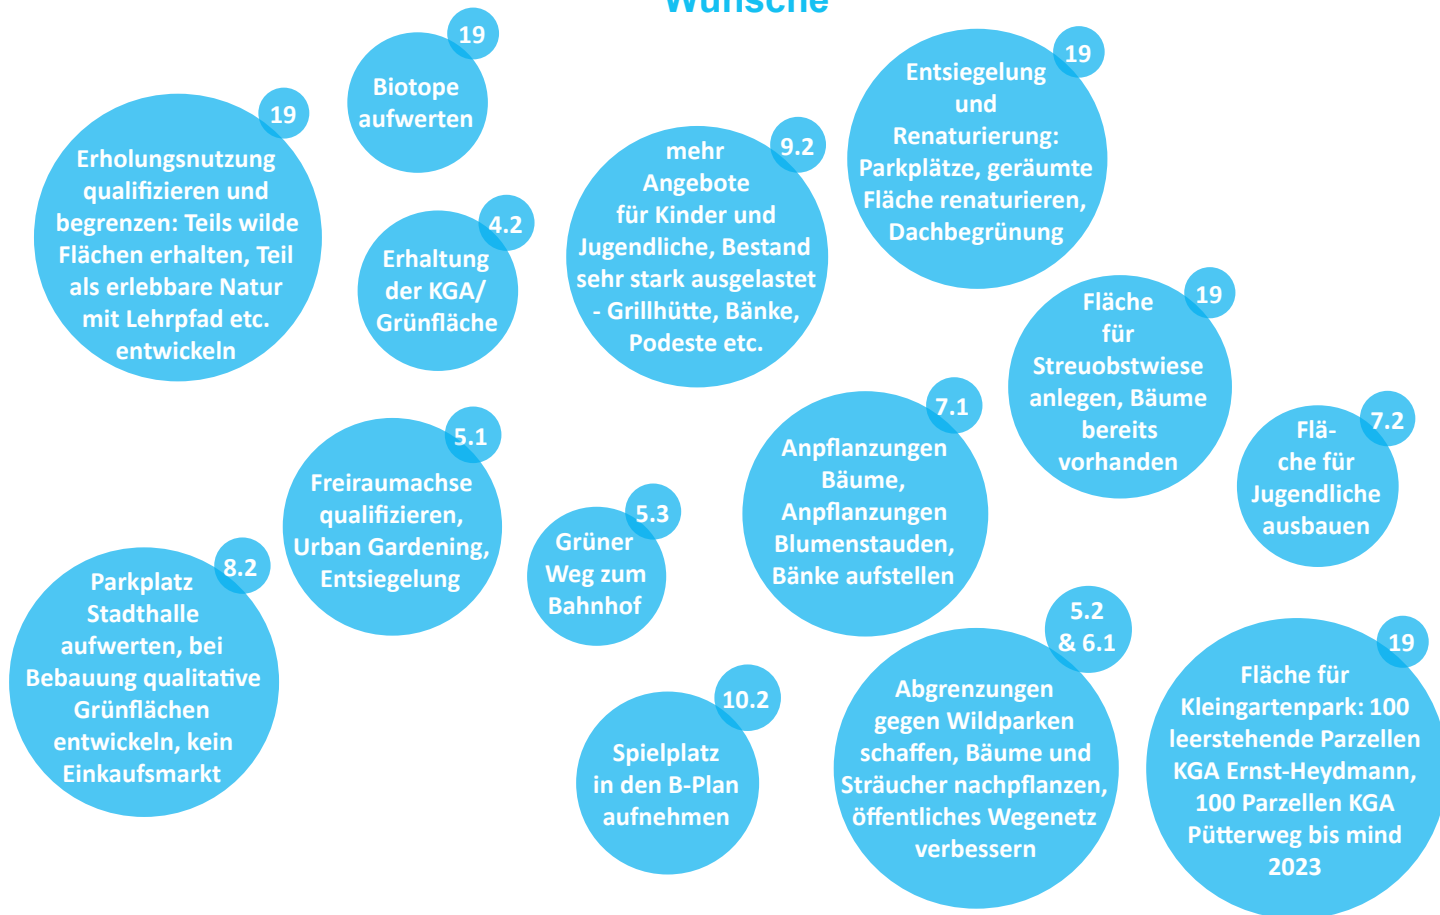 Wünsche
19
Biotope
aufwerten
19
Erholungsnutzung
qualifizieren und
begrenzen: Teils wilde
Flächen erhalten, Teil
als erlebbare Natur
mit Lehrpfad etc.
entwickeln
4.2
Erhaltung
der KGA/
Grünfläche
9.2
mehr
Angebote
für Kinder und
Jugendliche, Bestand
sehr stark ausgelastet
- Grillhütte, Bänke,
Podeste etc.
19
Entsiegelung
und
Renaturierung:
Parkplätze, geräumte
Fläche renaturieren,
Dachbegrünung
19
Fläche
für
Streuobstwiese
anlegen, Bäume
bereits
vorhanden
7.2
Flä-
che für
Jugendliche
ausbauen
5.1
Freiraumachse
qualifizieren,
Urban Gardening,
Entsiegelung
7.1
Anpflanzungen
Bäume,
Anpflanzungen
Blumenstauden,
Bänke aufstellen
5.3
Grüner
Weg zum
Bahnhof
8.2
Parkplatz
Stadthalle
aufwerten, bei
Bebauung qualitative
Grünflächen
entwickeln, kein
Einkaufsmarkt
10.2
Spielplatz
in den B-Plan
aufnehmen
5.2
& 6.1
Abgrenzungen
gegen Wildparken
schaffen, Bäume und
Sträucher nachpflanzen,
öffentliches Wegenetz
verbessern
19
Fläche für
Kleingartenpark: 100
leerstehende Parzellen
KGA Ernst-Heydmann,
100 Parzellen KGA
Pütterweg bis mind
2023